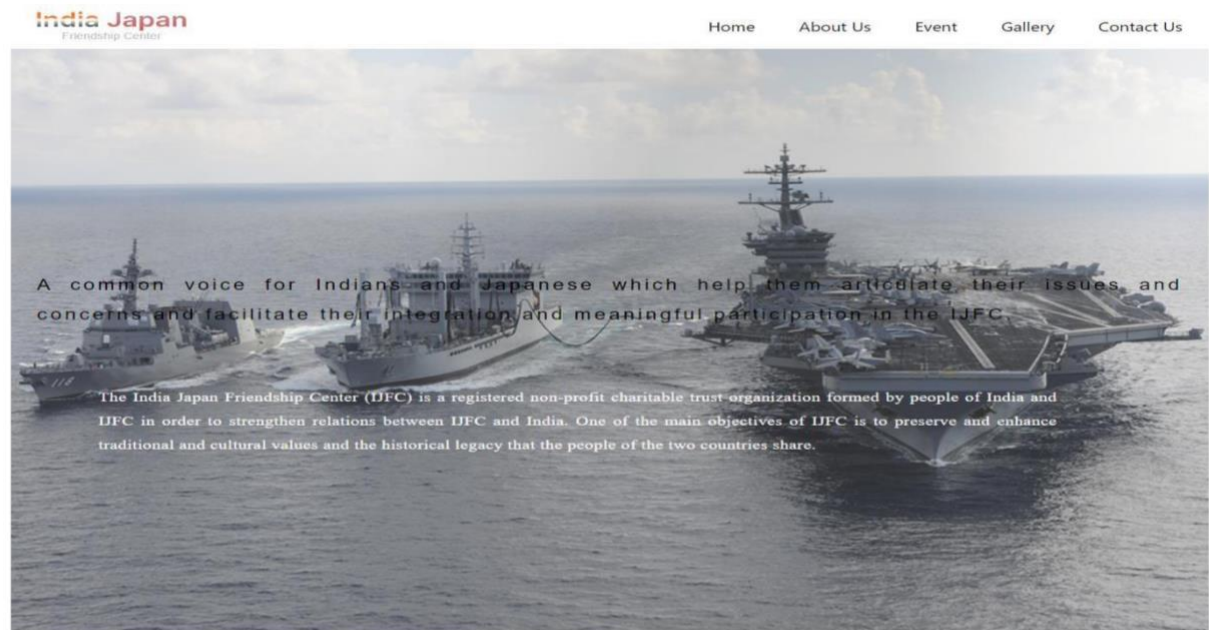 India Japan
Friendship Center
Home About Us Event Gallery Contact Us
A common voice for Indians and Japanese which help them articulate their issues and
concerns and facilitate their integration and meaningful participation in the IJFC.
118
The India Japan Friendship Center (IJFC) is a registered non-profit charitable trust organization formed by people of India and
IJFC in order to strengthen relations between IJFC and India. One of the main objectives of IJFC is to preserve and enhance
traditional and cultural values and the historical legacy that the people of the two countries share.